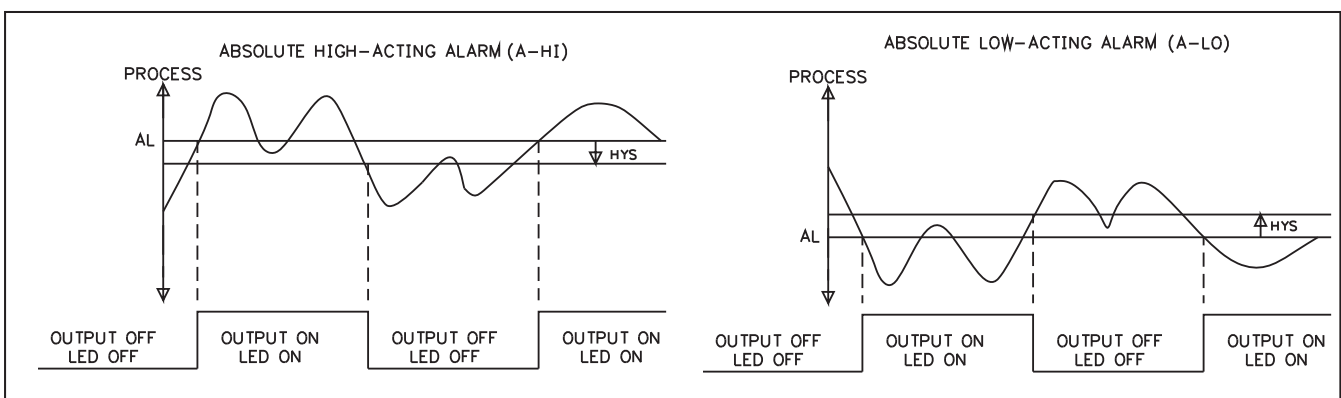 ABSOLUTE HIGH-ACTING ALARM (A-HI)
PROCESS
AL
HYS
OUTPUT OFF
LED OFF
OUTPUT ON
LED ON
OUTPUT OFF
LED OFF
OUTPUT ON
LED ON
ABSOLUTE LOW-ACTING ALARM (A-LO)
PROCESS
AL
HYS
OUTPUT OFF
LED OFF
OUTPUT ON
LED ON
OUTPUT OFF
LED OFF
OUTPUT ON
LED ON